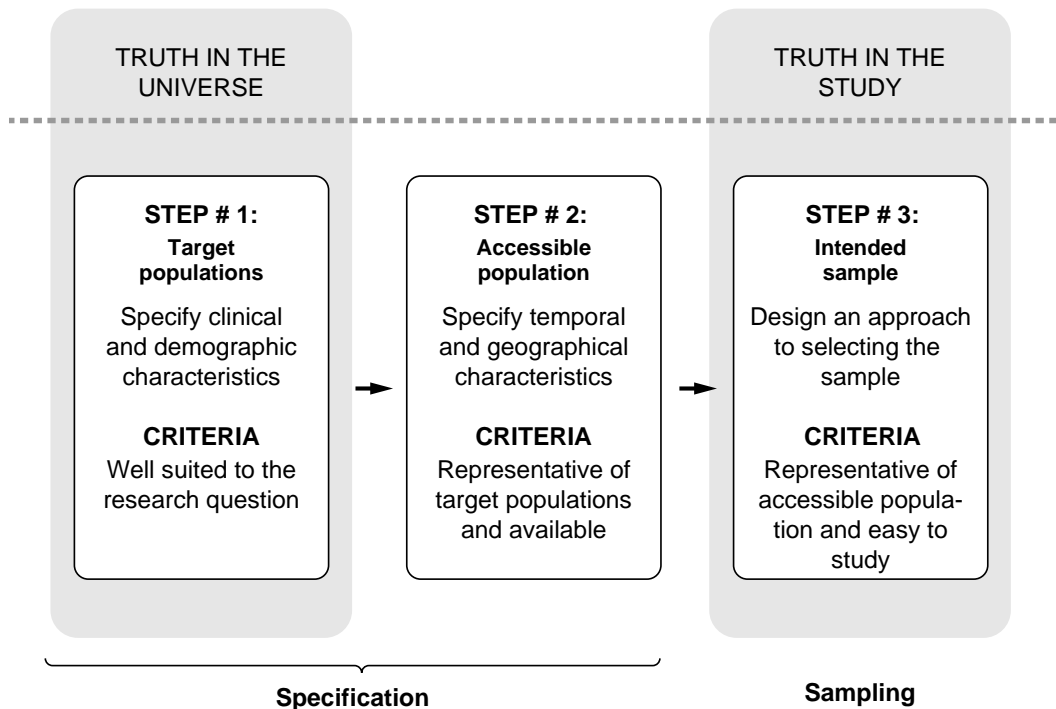 TRUTH IN THE
UNIVERSE
TRUTH IN THE
STUDY
STEP # 1:
Target
populations
Specify clinical
and demographic
characteristics
CRITERIA
Well suited to the
research question
STEP # 2:
Accessible
population
Specify temporal
and geographical
characteristics
CRITERIA
Representative of
target populations
and available
STEP # 3:
Intended
sample
Design an approach
to selecting the
sample
CRITERIA
Representative of
accessible popula-
tion and easy to
study
Specification
Sampling